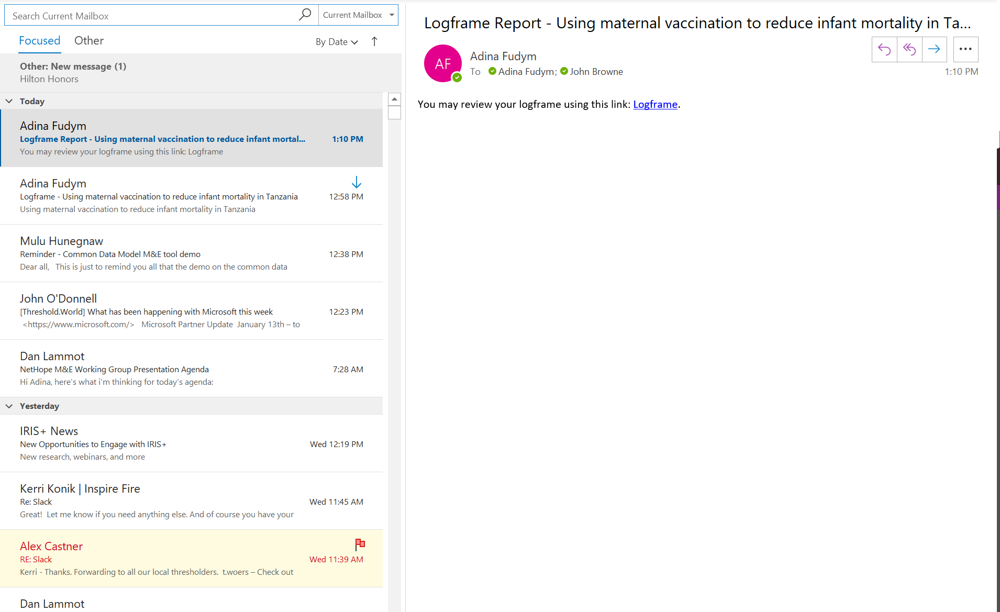 Search Current Mailbox
Current Mailbox
Focused Other
By Date
Other: New message (1)
Hilton Honors
Today
Adina Fudym
Logframe Report - Using maternal vaccination to reduce infant mortal... 1:10 PM
You may review your logframe using this link: Logframe
Adina Fudym
Logframe - Using maternal vaccination to reduce infant mortality in Tanzania 12:58 PM
Using maternal vaccination to reduce infant mortality in Tanzania
Mulu Hunegnaw
Reminder - Common Data Model M&E tool demo 12:38 PM
Dear all, This is just to remind you all that the demo on the common data
John O'Donnell
[Threshold.World] What has been happening with Microsoft this week 12:23 PM
<https://www.microsoft.com/> Microsoft Partner Update January 13th – to
Dan Lammot
NetHope M&E Working Group Presentation Agenda 7:28 AM
Hi Adina, here's what i'm thinking for today's agenda:
Yesterday
IRIS+ News
New Opportunities to Engage with IRIS+ Wed 12:19 PM
New research, webinars, and more
Kerri Konik | Inspire Fire
Re: Slack Wed 11:45 AM
Great! Let me know if you need anything else. And of course you have your
Alex Castner
RE: Slack Wed 11:39 AM
Kerri - Thanks. Forwarding to all our local thresholders. t.woers – Check out
Dan Lammot
Logframe Report - Using maternal vaccination to reduce infant mortality in Ta...
AF
Adina Fudym
To Adina Fudym; John Browne
1:10 PM
You may review your logframe using this link: Logframe.